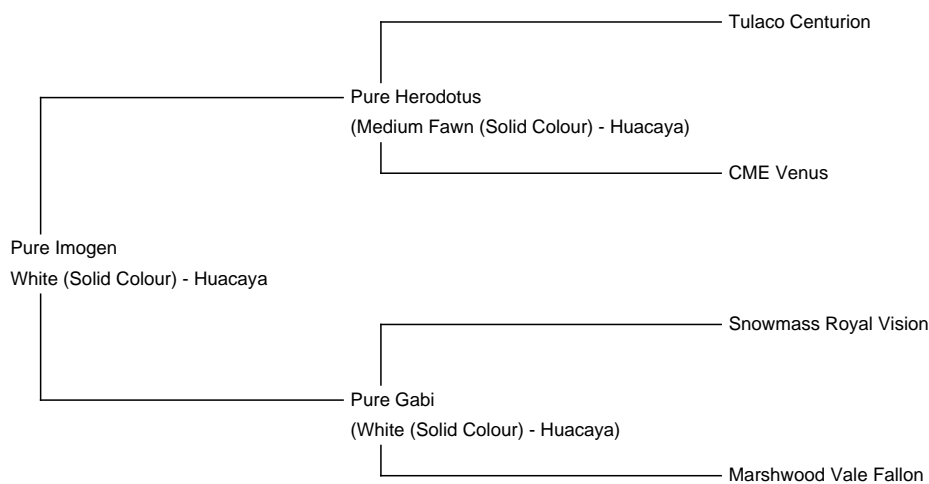 Tulaco Centurion
Pure Herodotus
(Medium Fawn (Solid Colour) - Huacaya)
CME Venus
Pure Imogen
White (Solid Colour) - Huacaya
Snowmass Royal Vision
Pure Gabi
(White (Solid Colour) - Huacaya)
Marshwood Vale Fallon